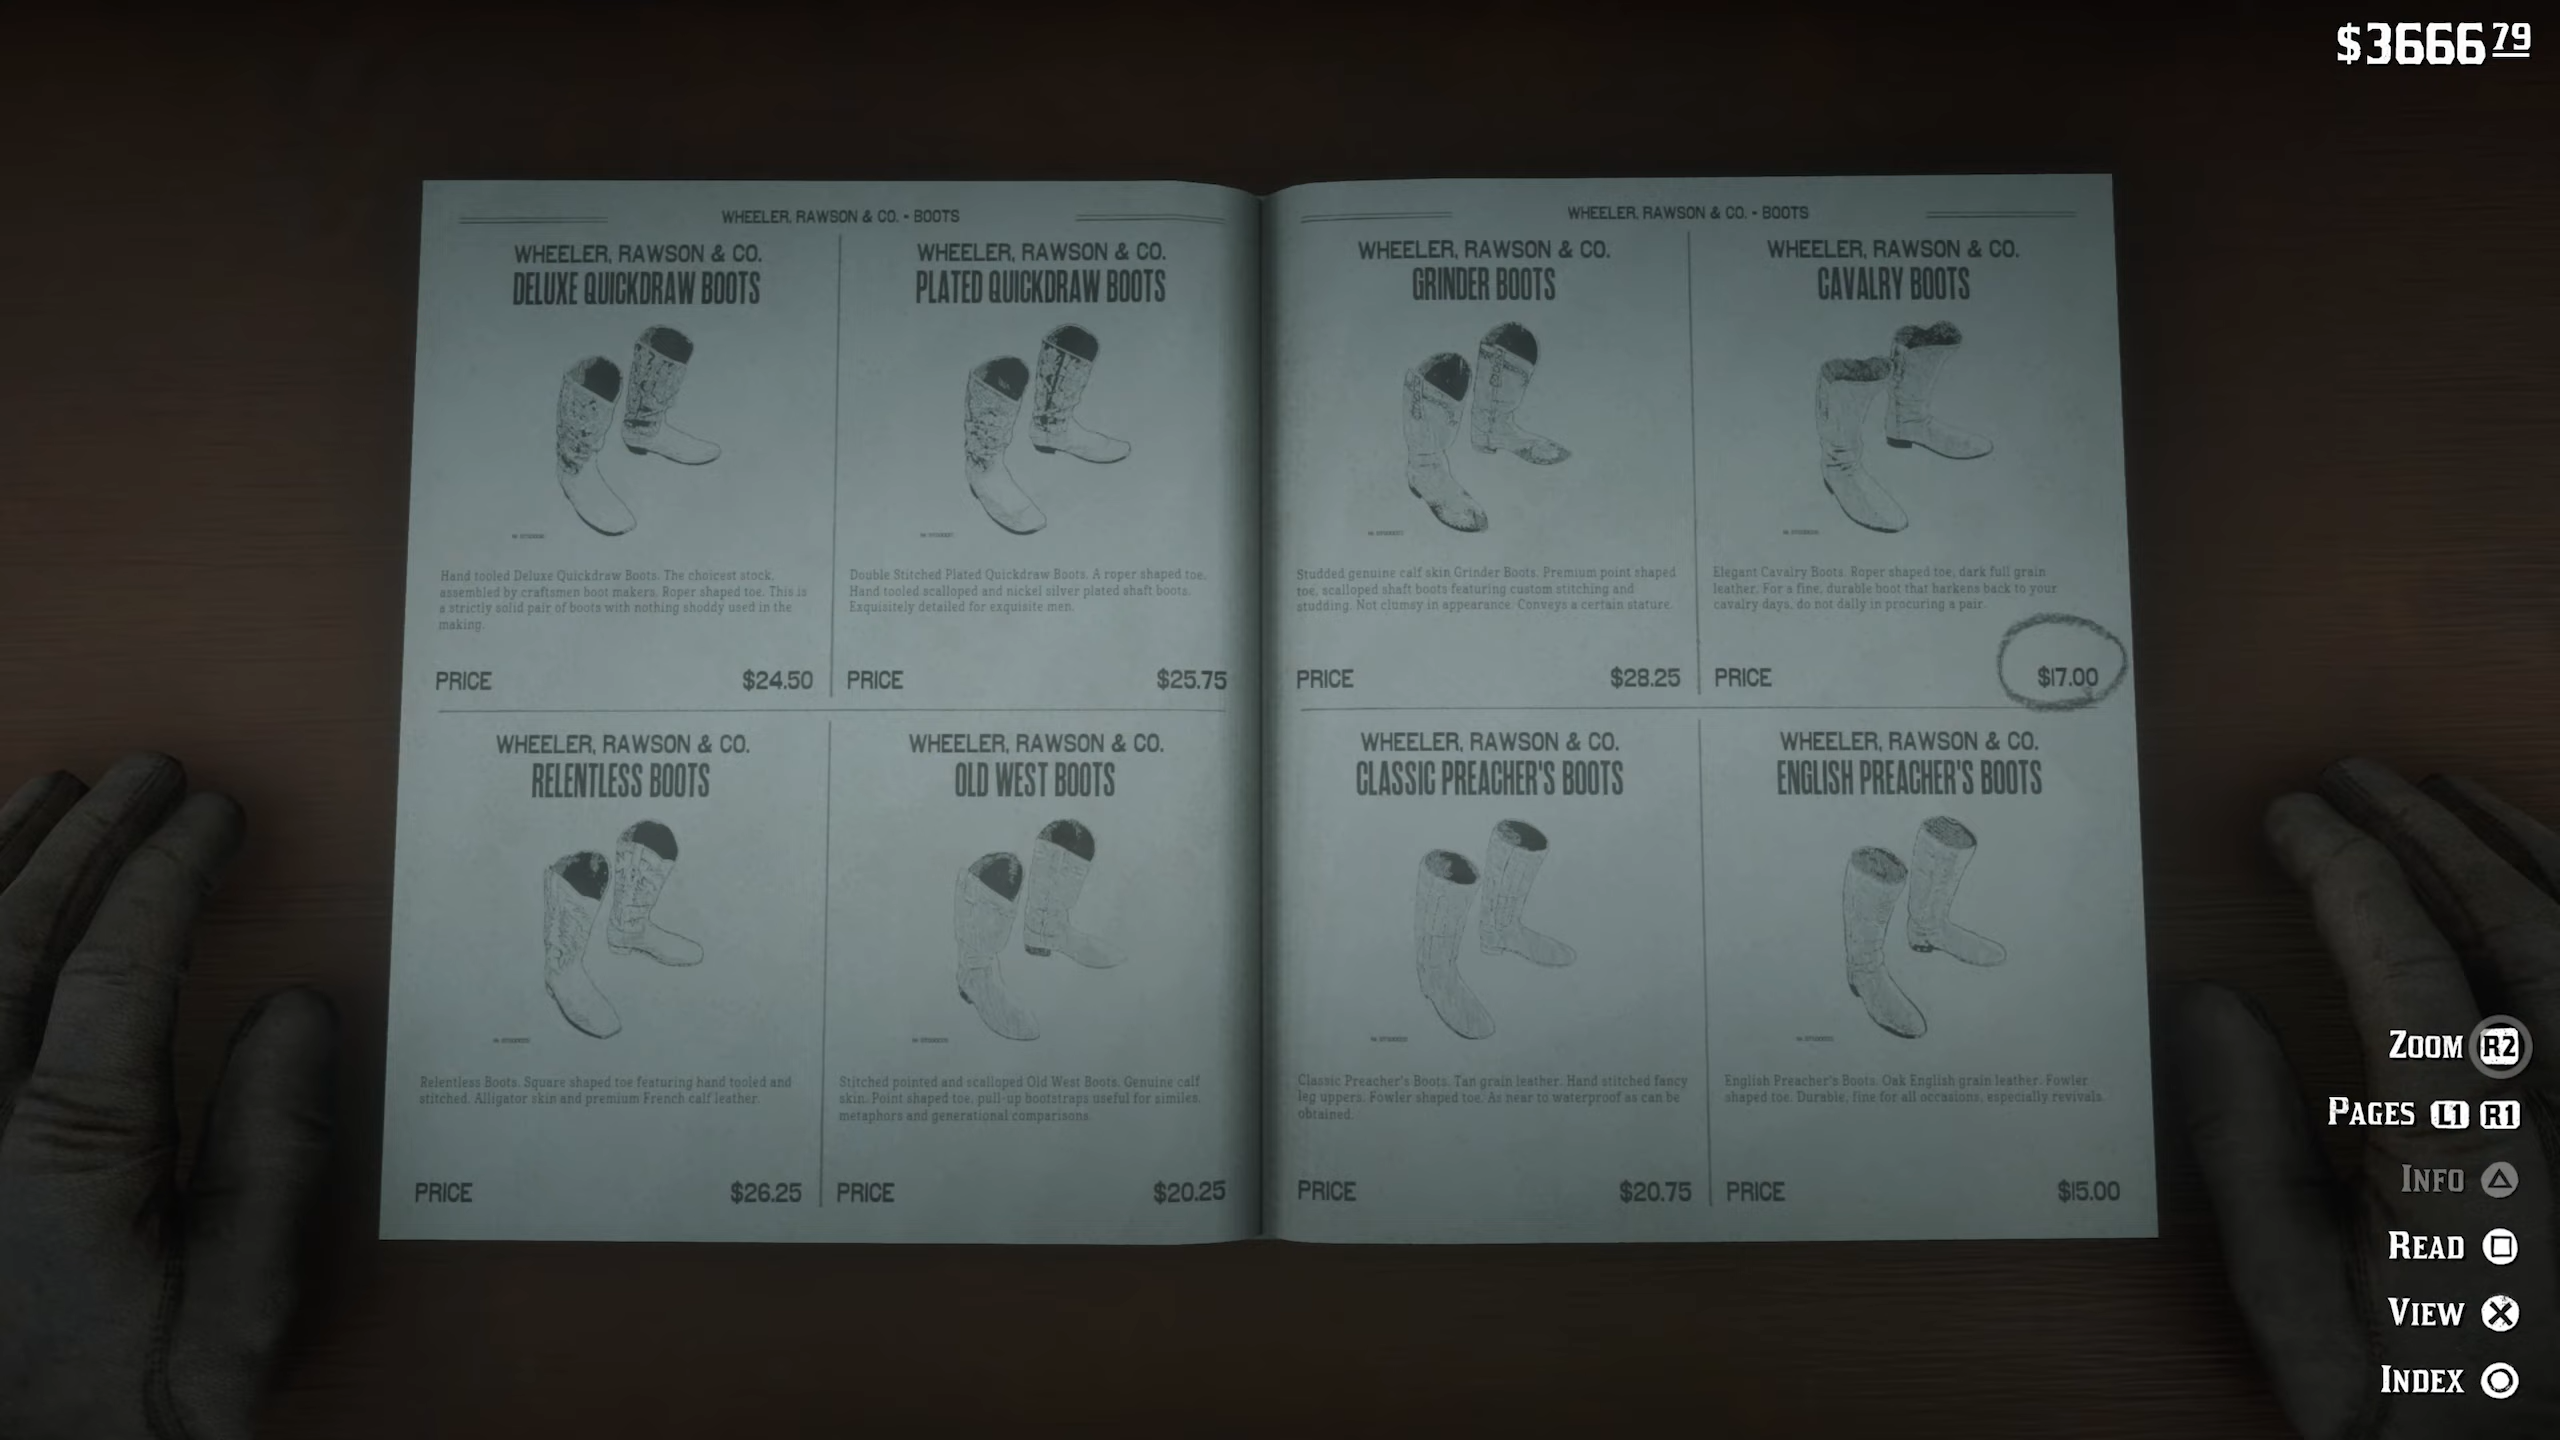 $3666 79
WHEELER, RAWSON & CO. - BOOTS
WHEELER, RAWSON & CO.
DELUXE QUICKDRAW BOOTS
Hand tooled Deluxe Quickdraw Boots. The choicest stock,
assembled by craftsmen boot makers. Roper shaped toe. This is
a strictly solid pair of boots with nothing shoddy used in the
making.
PRICE $24.50
WHEELER, RAWSON & CO.
PLATED QUICKDRAW BOOTS
Double Stitched Plated Quickdraw Boots. A roper shaped toe.
Hand tooled scalloped and nickel silver plated shaft boots.
Exquisitely detailed for exquisite men.
PRICE $25.75
WHEELER, RAWSON & CO.
RELENTLESS BOOTS
Relentless Boots. Square shaped toe featuring hand tooled and
stitched. Alligator skin and premium French calf leather.
PRICE $26.25
WHEELER, RAWSON & CO.
OLD WEST BOOTS
Stitched pointed and scalloped Old West Boots. Genuine calf
skin. Point shaped toe, pull-up bootstraps useful for similes,
metaphors and generational comparisons.
PRICE $20.25
WHEELER, RAWSON & CO. - BOOTS
WHEELER, RAWSON & CO.
GRINDER BOOTS
Studded genuine calf skin Grinder Boots. Premium point shaped
toe, scalloped shaft boots featuring custom stitching and
studding. Not clumsy in appearance. Conveys a certain stature.
PRICE $28.25
WHEELER, RAWSON & CO.
CAVALRY BOOTS
Elegant Cavalry Boots. Roper shaped toe, dark full grain
leather. For a fine, durable boot that harkens back to your
cavalry days, do not dally in procuring a pair.
PRICE $17.00
WHEELER, RAWSON & CO.
CLASSIC PREACHER'S BOOTS
Classic Preacher's Boots. Tan grain leather. Hand stitched fancy
leg uppers. Fowler shaped toe. As near to waterproof as can be
obtained.
PRICE $20.75
WHEELER, RAWSON & CO.
ENGLISH PREACHER'S BOOTS
English Preacher's Boots. Oak English grain leather. Fowler
shaped toe. Durable, fine for all occasions, especially revivals.
PRICE $15.00
ZOOM R2
PAGES L1 R1
INFO
READ
VIEW
INDEX